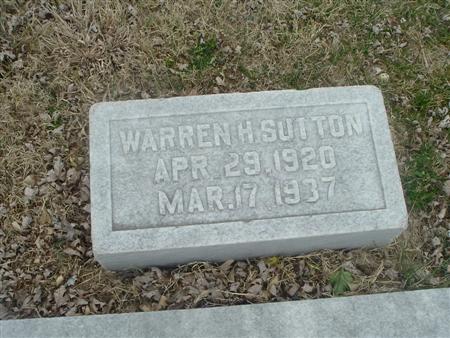 WARREN H. SUTTON
APR. 29, 1920
MAR. 17 1937